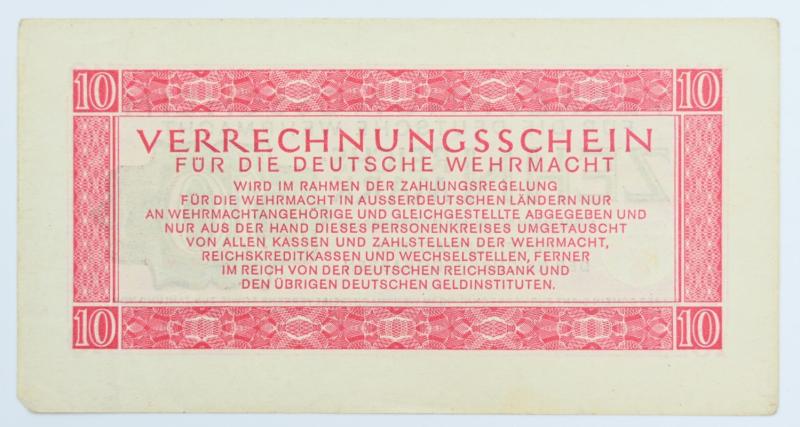 10 10
VERRECHNUNGSSCHEIN
FÜR DIE DEUTSCHE WEHRMACHT
WIRD IM RAHMEN DER ZAHLUNGSREGELUNG
FÜR DIE WEHRMACHT IN AUSSERDEUTSCHEN LÄNDERN NUR
AN WEHRMACHTANGEHÖRIGE UND GLEICHGESTELLTE ABGEGEBEN UND
NUR AUS DER HAND DIESES PERSONENKREISES UMGETAUSCHT
VON ALLEN KASSEN UND ZAHLSTELLEN DER WEHRMACHT,
REICHSKREDITKASSEN UND WECHSELSTELLEN, FERNER
IM REICH VON DER DEUTSCHEN REICHSBANK UND
DEN ÜBRIGEN DEUTSCHEN GELDINSTITUTEN.
10 10